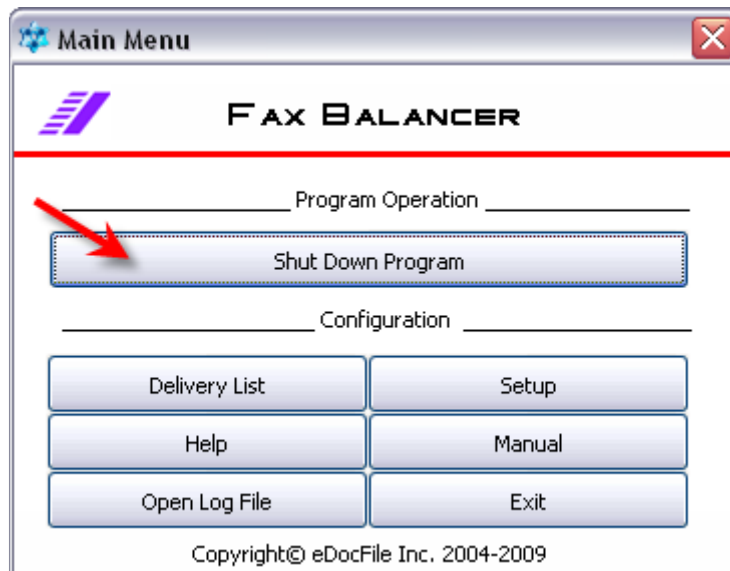 Main Menu
FAX BALANCER
Program Operation
Shut Down Program
Configuration
Delivery List Setup
Help Manual
Open Log File Exit
Copyright© eDocFile Inc. 2004-2009